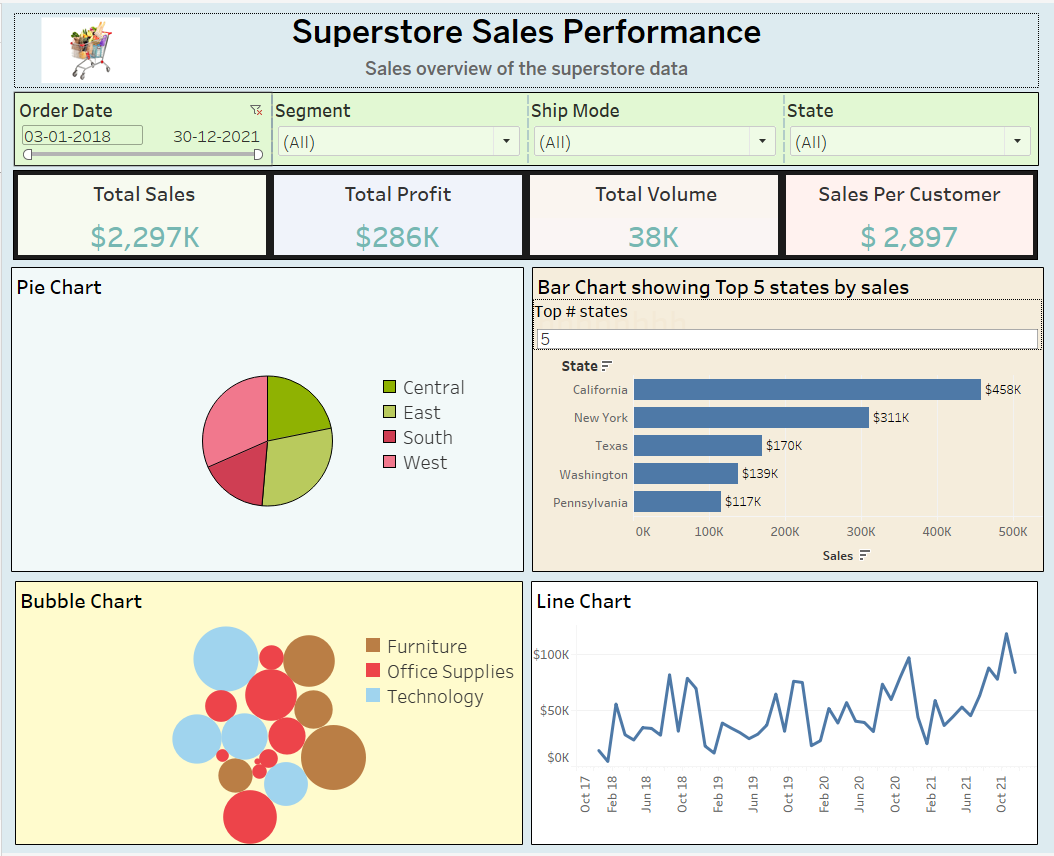 Superstore Sales Performance
Sales overview of the superstore data
Order Date
03-01-2018 30-12-2021
Segment
(All)
Ship Mode
(All)
State
(All)
Total Sales
$2,297K
Total Profit
$286K
Total Volume
38K
Sales Per Customer
$ 2,897
Pie Chart
Central
East
South
West
Bar Chart showing Top 5 states by sales
Top # states
5
State
California $458K
New York $311K
Texas $170K
Washington $139K
Pennsylvania $117K
0K 100K 200K 300K 400K 500K
Sales
Bubble Chart
Furniture
Office Supplies
Technology
Line Chart
$100K
$50K
$0K
Oct 17 Feb 18 Jun 18 Oct 18 Feb 19 Jun 19 Oct 19 Feb 20 Jun 20 Oct 20 Feb 21 Jun 21 Oct 21